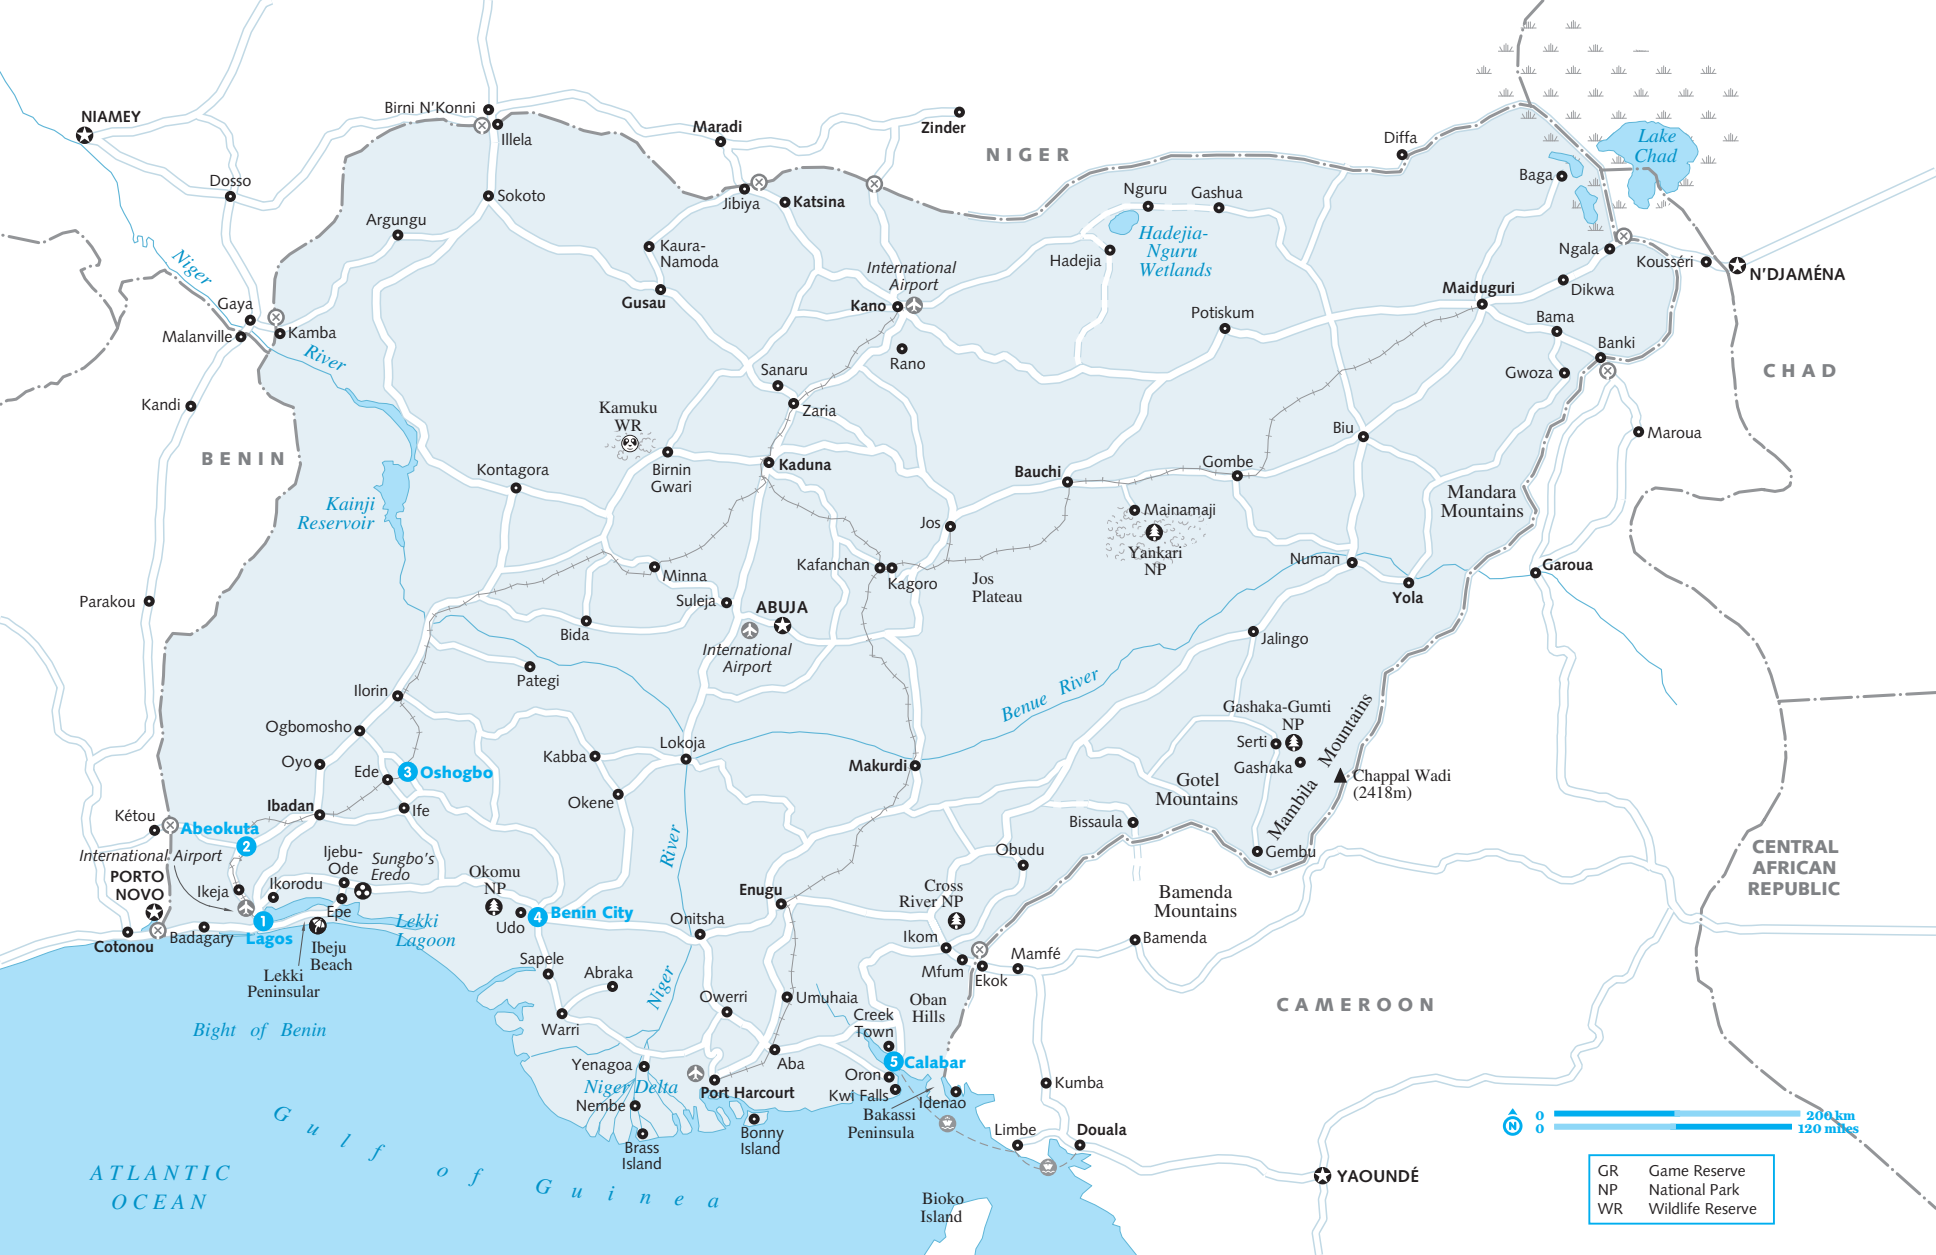 NIAMEY
Birni N'Konni
Illela
Maradi
Zinder
NIGER
Diffa
Lake
Chad
Dosso
Sokoto
Jibiya
Katsina
Nguru
Gashua
Baga
Argungu
Kaura-
Namoda
Hadejia-
Nguru
Wetlands
Hadejia
Ngala
Kousséri
N'DJAMÉNA
Niger
International
Airport
Gusau
Kano
Maiduguri
Dikwa
Gaya
Malanville
Kamba
River
Potiskum
Bama
Banki
Rano
Sanaru
Zaria
Gwoza
CHAD
Kandi
Kamuku
WR
BENIN
Kontagora
Birnin
Gwari
Kaduna
Biu
Maroua
Bauchi
Gombe
Kainji
Reservoir
Mandara
Mountains
Jos
Mainamaji
Yankari
NP
Minna
Kafanchan
Kagoro
Jos
Plateau
Numan
Yola
Garoua
Parakou
Suleja
ABUJA
Bida
International
Airport
Jalingo
Pategi
Benue River
Ilorin
Gashaka-Gumti
NP
Serti
Gashaka
Mambila Mountains
Ogbomosho
Oyo
Ede
3
Oshogbo
Kabba
Lokoja
Makurdi
Gotel
Mountains
Chappal Wadi
(2418m)
Okene
Ibadan
Ife
Kétou
Abeokuta
2
Bissaula
River
Gembu
CENTRAL
AFRICAN
REPUBLIC
International Airport
Ijebu-
Ode
Sungbo's
Eredo
Obudu
PORTO
NOVO
Ikeja
Ikorodu
Okomu
NP
Enugu
Cross
River NP
Bamenda
Mountains
Epe
1
Lagos
Udo
4
Benin City
Onitsha
Cotonou
Badagary
Ibeju
Beach
Lekki
Lagoon
Ikom
Mfum
Ekok
Mamfé
Bamenda
Lekki
Peninsular
Sapele
Abraka
Niger
Owerri
Umuhaia
Oban
Hills
CAMEROON
Bight of Benin
Warri
Creek
Town
5
Calabar
Yenagoa
Aba
Niger Delta
Port Harcourt
Oron
Kwi Falls
Idenao
Kumba
Nembe
Bakassi
Peninsula
Gulf of Guinea
Brass
Island
Bonny
Island
Limbe
Douala
N
0
200 km
0
120 miles
ATLANTIC
OCEAN
YAOUNDÉ
Bioko
Island
GR Game Reserve
NP National Park
WR Wildlife Reserve